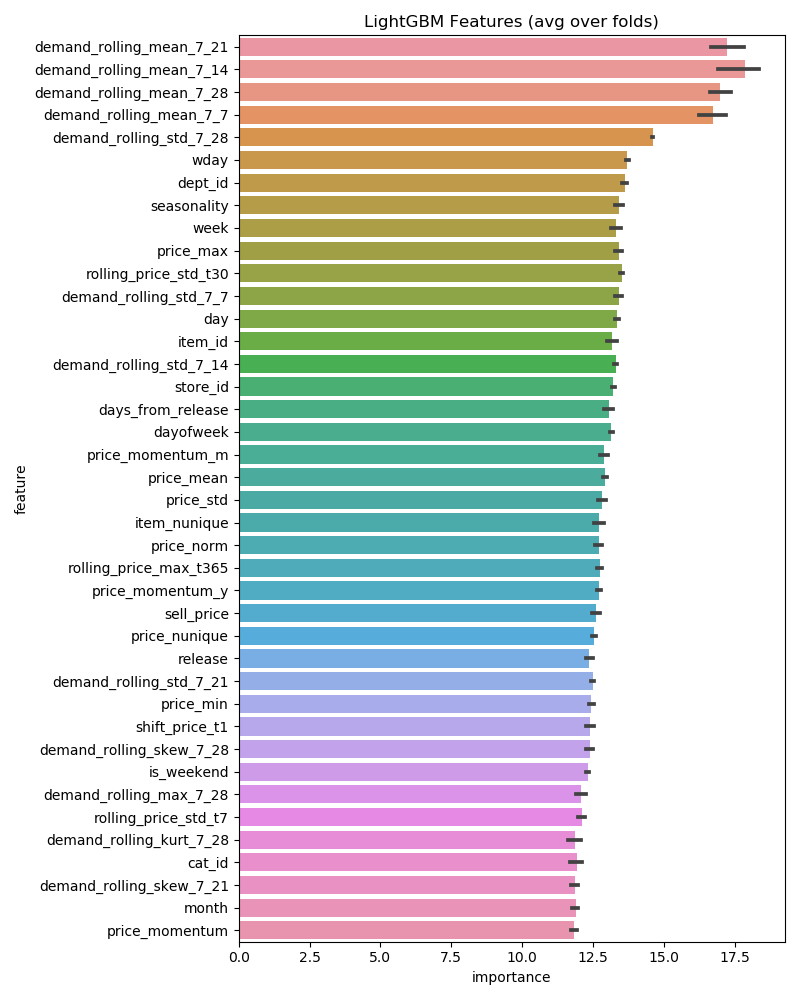 LightGBM Features (avg over folds)
demand_rolling_mean_7_21
demand_rolling_mean_7_14
demand_rolling_mean_7_28
demand_rolling_mean_7_7
demand_rolling_std_7_28
wday
dept_id
seasonality
week
price_max
rolling_price_std_t30
demand_rolling_std_7_7
day
item_id
demand_rolling_std_7_14
store_id
days_from_release
dayofweek
price_momentum_m
price_mean
price_std
item_nunique
price_norm
rolling_price_max_t365
price_momentum_y
sell_price
price_nunique
release
demand_rolling_std_7_21
price_min
shift_price_t1
demand_rolling_skew_7_28
is_weekend
demand_rolling_max_7_28
rolling_price_std_t7
demand_rolling_kurt_7_28
cat_id
demand_rolling_skew_7_21
month
price_momentum
feature
0.0 2.5 5.0 7.5 10.0 12.5 15.0 17.5
importance